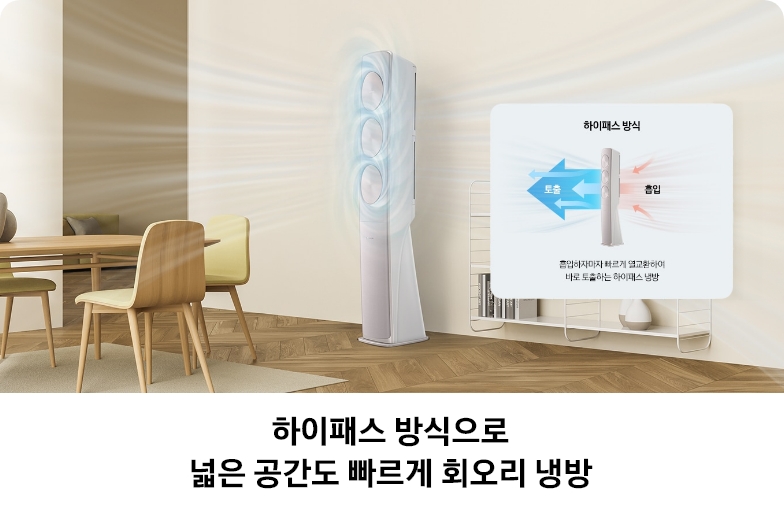 하이패스 방식
토출
흡입
흡입하자마자 빠르게 열교환하여
바로 토출하는 하이패스 냉방
하이패스 방식으로
넓은 공간도 빠르게 회오리 냉방